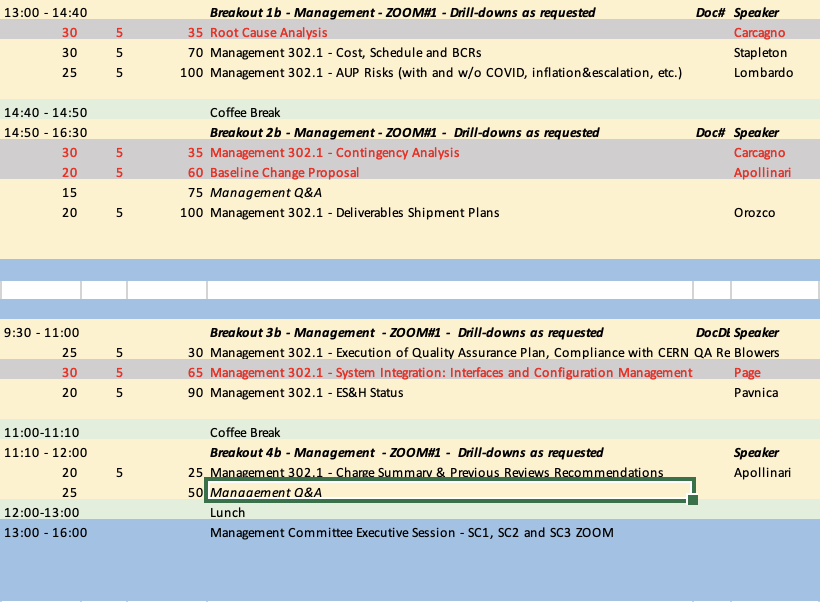 13:00 - 14:40 Breakout 1b - Management - ZOOM#1 - Drill-downs as requested Doc# Speaker
30 5 35 Root Cause Analysis Carcagno
30 5 70 Management 302.1 - Cost, Schedule and BCRs Stapleton
25 5 100 Management 302.1 - AUP Risks (with and w/o COVID, inflation&escalation, etc.) Lombardo
14:40 - 14:50 Coffee Break
14:50 - 16:30 Breakout 2b - Management - ZOOM#1 - Drill-downs as requested Doc# Speaker
30 5 35 Management 302.1 - Contingency Analysis Carcagno
20 5 60 Baseline Change Proposal Apollinari
15 75 Management Q&A
20 5 100 Management 302.1 - Deliverables Shipment Plans Orozco
9:30 - 11:00 Breakout 3b - Management - ZOOM#1 - Drill-downs as requested Speaker
25 5 30 Management 302.1 - Execution of Quality Assurance Plan, Compliance with CERN QA Re Blowers
30 5 65 Management 302.1 - System Integration: Interfaces and Configuration Management Page
20 5 90 Management 302.1 - ES&H Status Pavnica
11:00-11:10 Coffee Break
11:10 - 12:00 Breakout 4b - Management - ZOOM#1 - Drill-downs as requested Speaker
20 5 25 Management 302.1 - Charge Summary & Previous Reviews Recommendations Apollinari
25 50 Management Q&A
12:00-13:00 Lunch
13:00 - 16:00 Management Committee Executive Session - SC1, SC2 and SC3 ZOOM